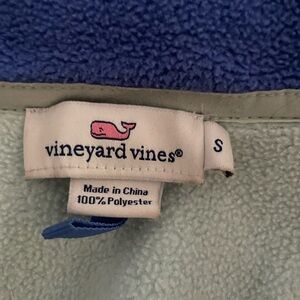 vineyard vines®
S
Made in China
100% Polyester